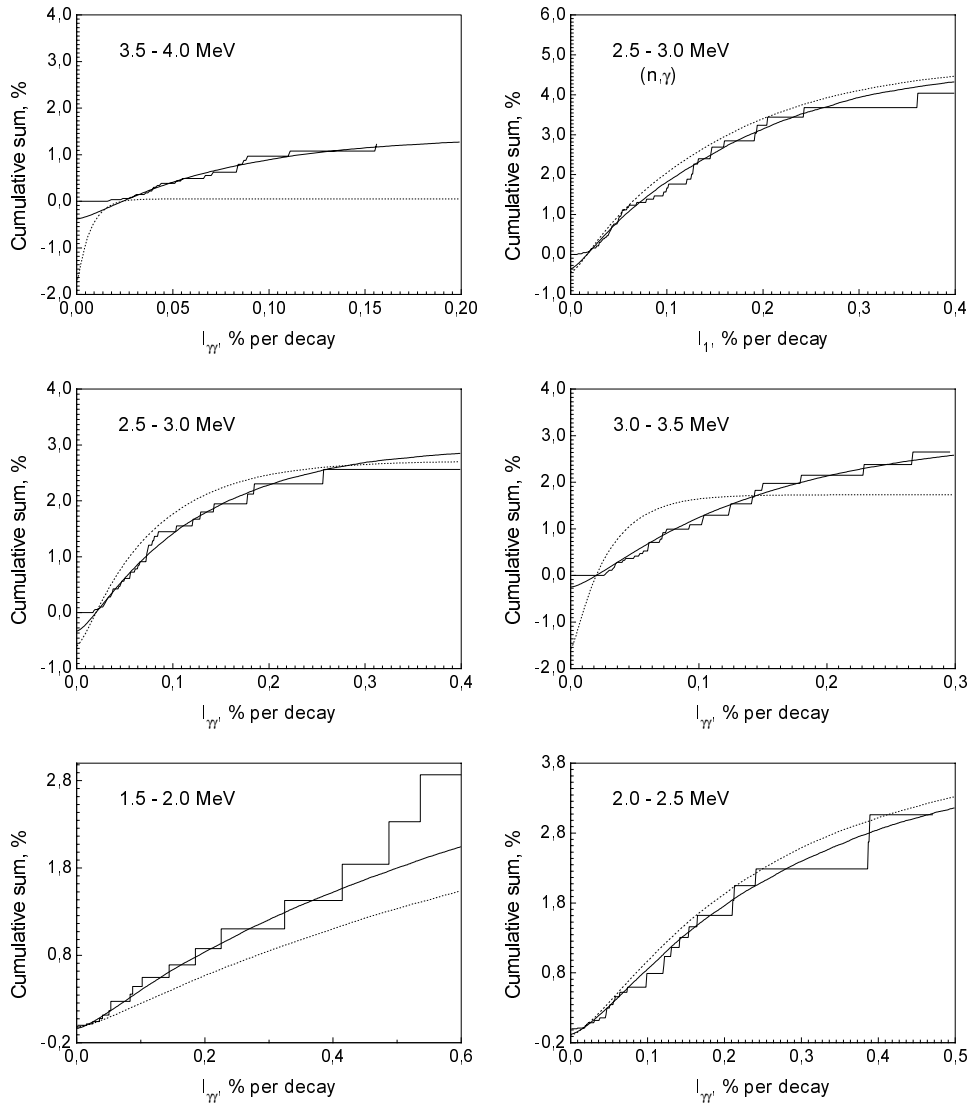 4,0
3,0
2,0
1,0
0,0
-1,0
-2,0
Cumulative sum, %
3.5 - 4.0 MeV
0,00 0,05 0,10 0,15 0,20
I_γγ, % per decay
6,0
5,0
4,0
3,0
2,0
1,0
0,0
-1,0
Cumulative sum, %
2.5 - 3.0 MeV
(n,γ)
0,0 0,1 0,2 0,3 0,4
I_1, % per decay
4,0
3,0
2,0
1,0
0,0
-1,0
Cumulative sum, %
2.5 - 3.0 MeV
0,0 0,1 0,2 0,3 0,4
I_γγ, % per decay
4,0
3,0
2,0
1,0
0,0
-1,0
-2,0
Cumulative sum, %
3.0 - 3.5 MeV
0,0 0,1 0,2 0,3
I_γγ, % per decay
2,8
1,8
0,8
-0,2
Cumulative sum, %
1.5 - 2.0 MeV
0,0 0,2 0,4 0,6
I_γγ, % per decay
3,8
2,8
1,8
0,8
-0,2
Cumulative sum, %
2.0 - 2.5 MeV
0,0 0,1 0,2 0,3 0,4 0,5
I_γγ, % per decay